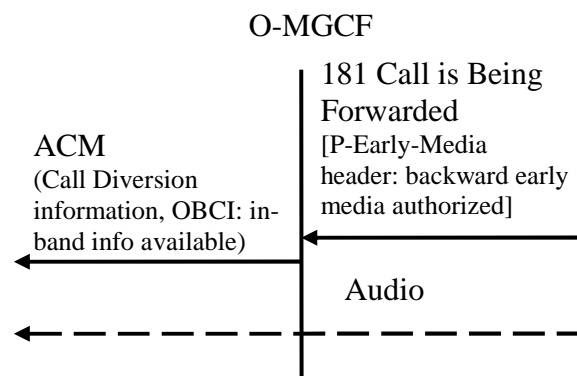 O-MGCF
181 Call is Being
Forwarded
[P-Early-Media
header: backward early
media authorized]
ACM
(Call Diversion
information, OBCI: in-
band info available)
Audio